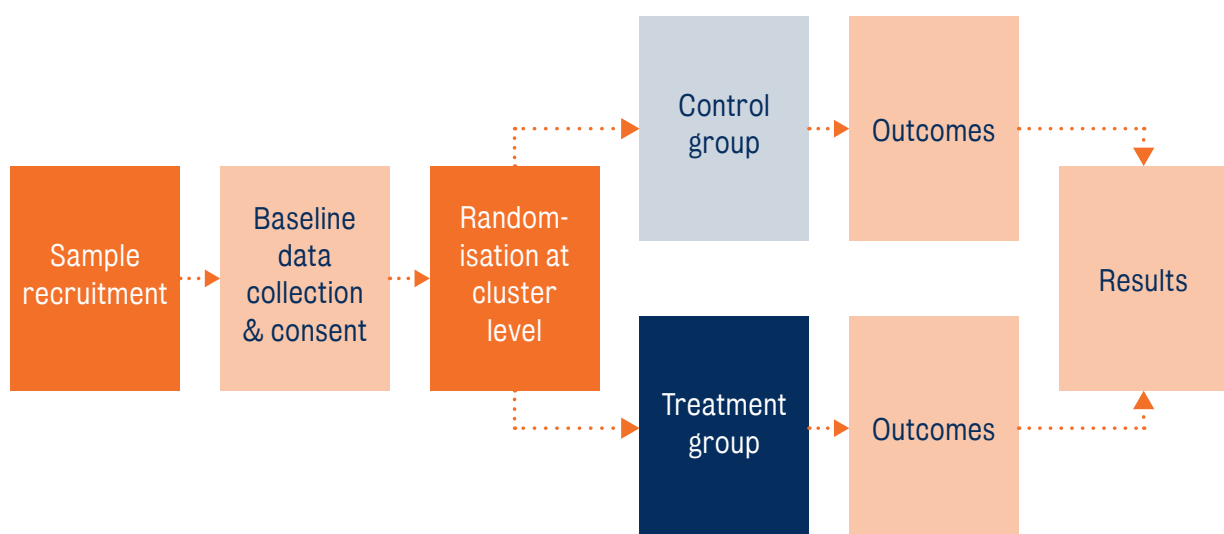 Sample
recruitment
Baseline
data
collection
& consent
Random-
isation at
cluster
level
Control
group
Outcomes
Treatment
group
Outcomes
Results